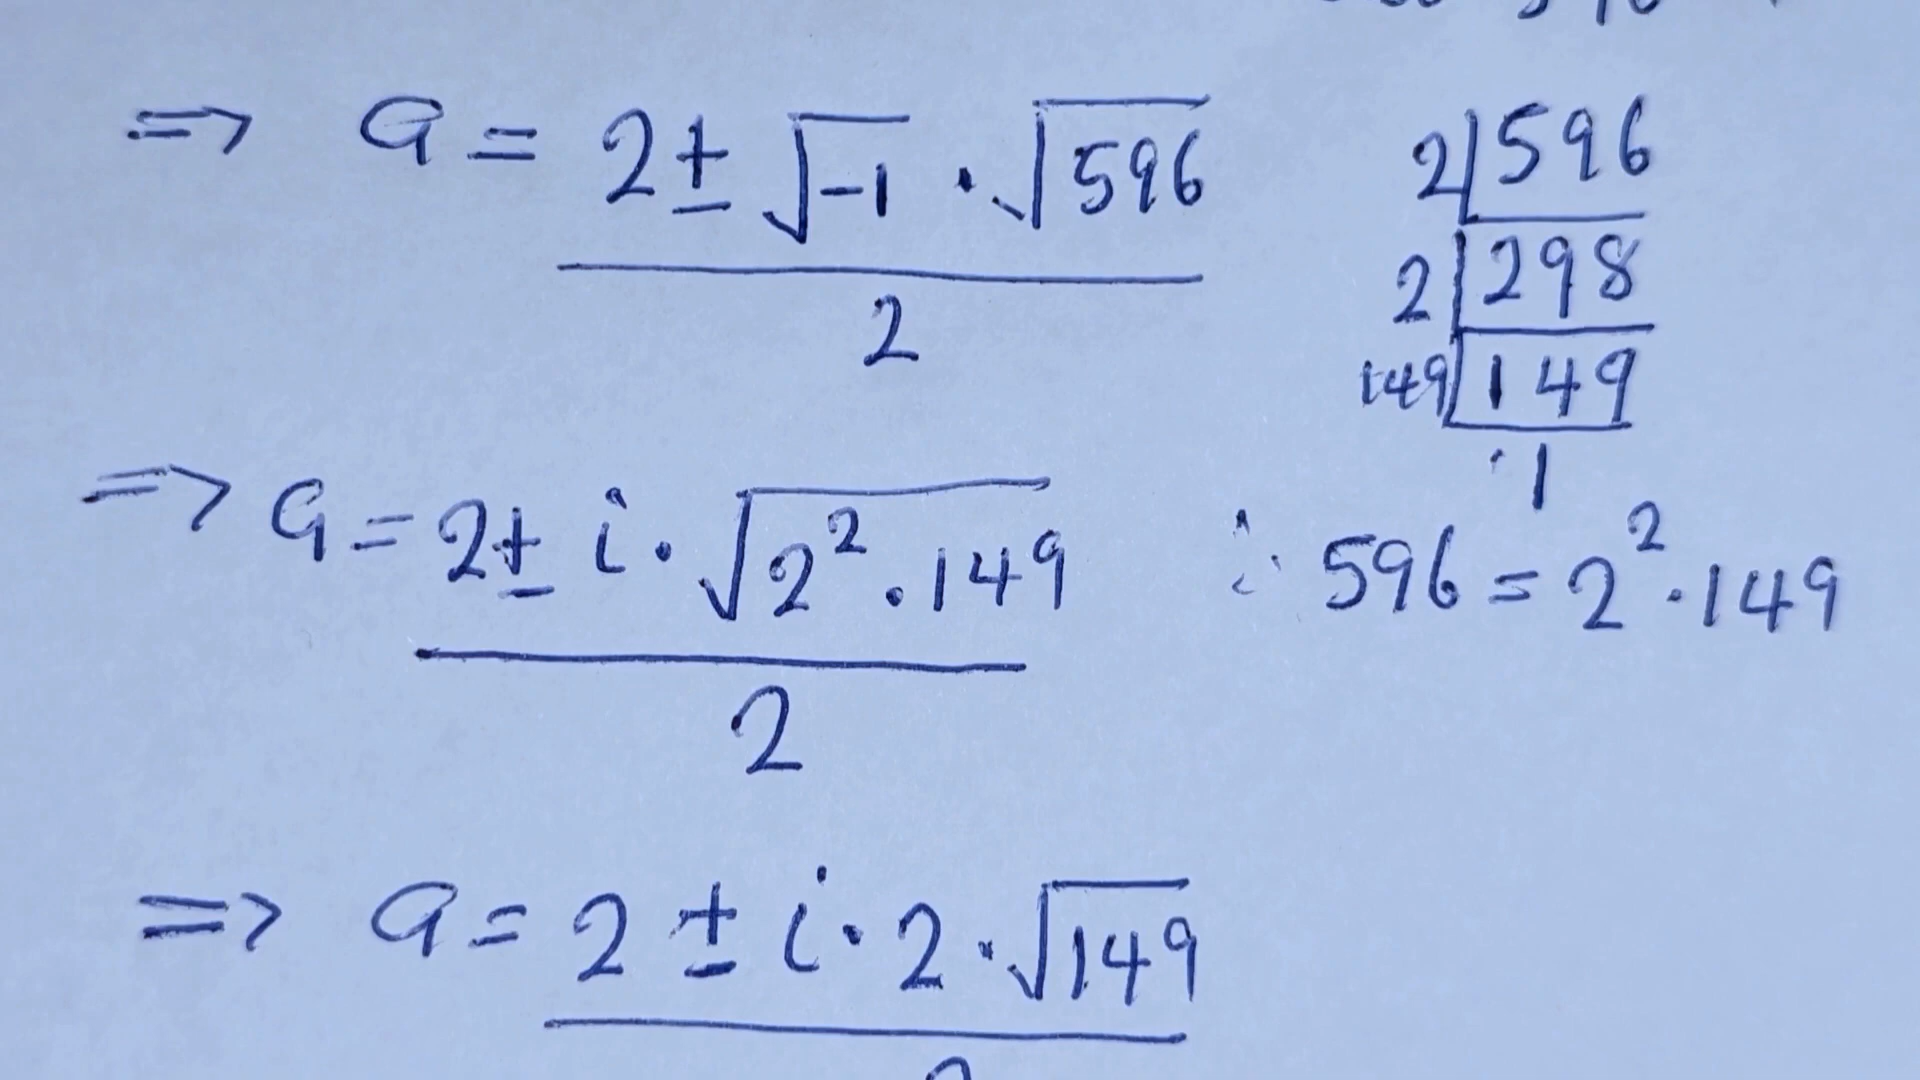 => a = 2 ± √-1 · √596
2
2 | 596
2 | 298
149 | 149
1
=> a = 2 ± i · √2² · 149
2
∴ 596 = 2² · 149
=> a = 2 ± i · 2 · √149